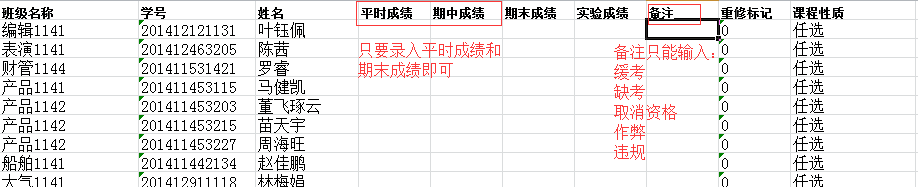 班级名称 学号 姓名 平时成绩 期中成绩 期末成绩 实验成绩 备注 重修标记 课程性质
编辑1141 201412121131 叶钰佩 0 任选
表演1141 201412463205 陈茜 0 任选
财管1144 201411531421 罗睿 0 任选
产品1141 201411453115 马健凯 0 任选
产品1142 201411453203 董飞琢云 0 任选
产品1142 201411453215 苗天宇 0 任选
产品1142 201411453227 周海旺 0 任选
船舶1141 201411442134 赵佳鹏 0 任选
大气1141 201412911118 林梅娟 0 任选
只要录入平时成绩和
期末成绩即可
备注只能输入：
缓考
缺考
取消资格
作弊
违规